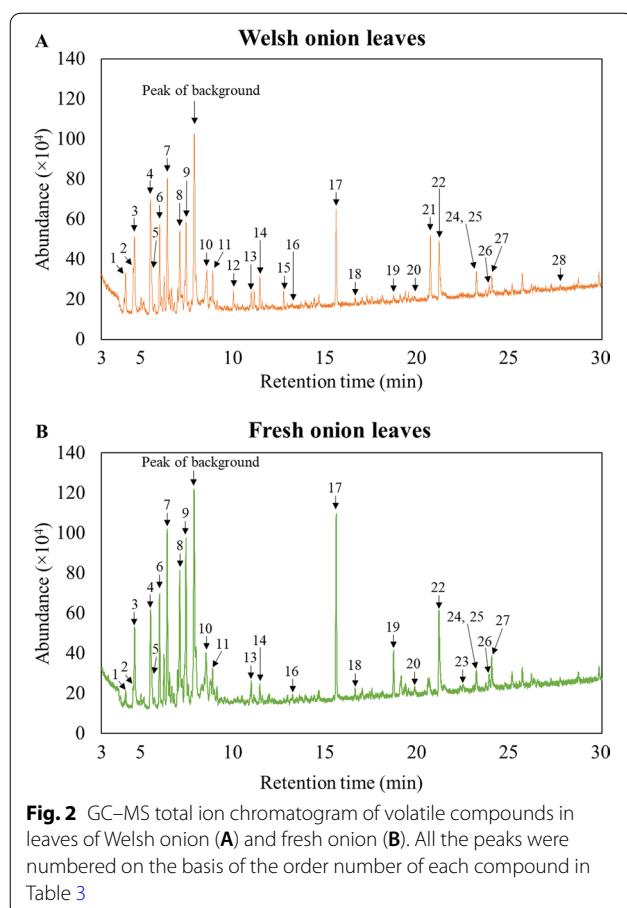 A Welsh onion leaves
140
120
100
80
60
40
20
0
Abundance (×10⁴)
Peak of background
1 2 3 4 5 6 7 8 9 10 11 12 13 14 15 16 17 18 19 20 21 22 24, 25 26 27 28
3 5 10 15 20 25 30
Retention time (min)
B Fresh onion leaves
140
120
100
80
60
40
20
0
Abundance (×10⁴)
Peak of background
1 2 3 4 5 6 7 8 9 10 11 13 14 16 17 18 19 20 22 23 24, 25 26 27
3 5 10 15 20 25 30
Retention time (min)
Fig. 2 GC–MS total ion chromatogram of volatile compounds in
leaves of Welsh onion (A) and fresh onion (B). All the peaks were
numbered on the basis of the order number of each compound in
Table 3